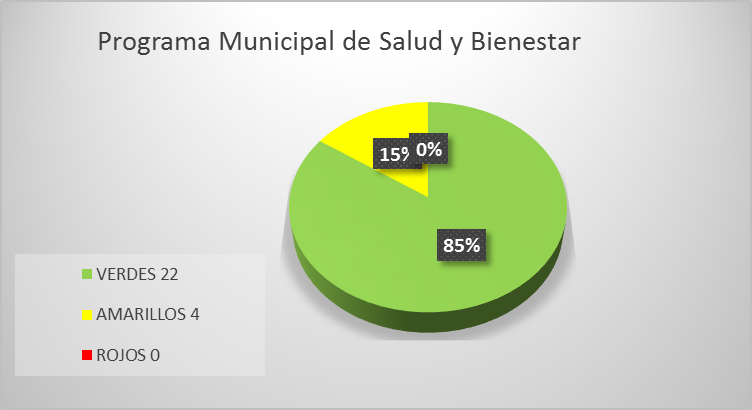 Programa Municipal de Salud y Bienestar
15%
0%
85%
VERDES 22
AMARILLOS 4
ROJOS 0